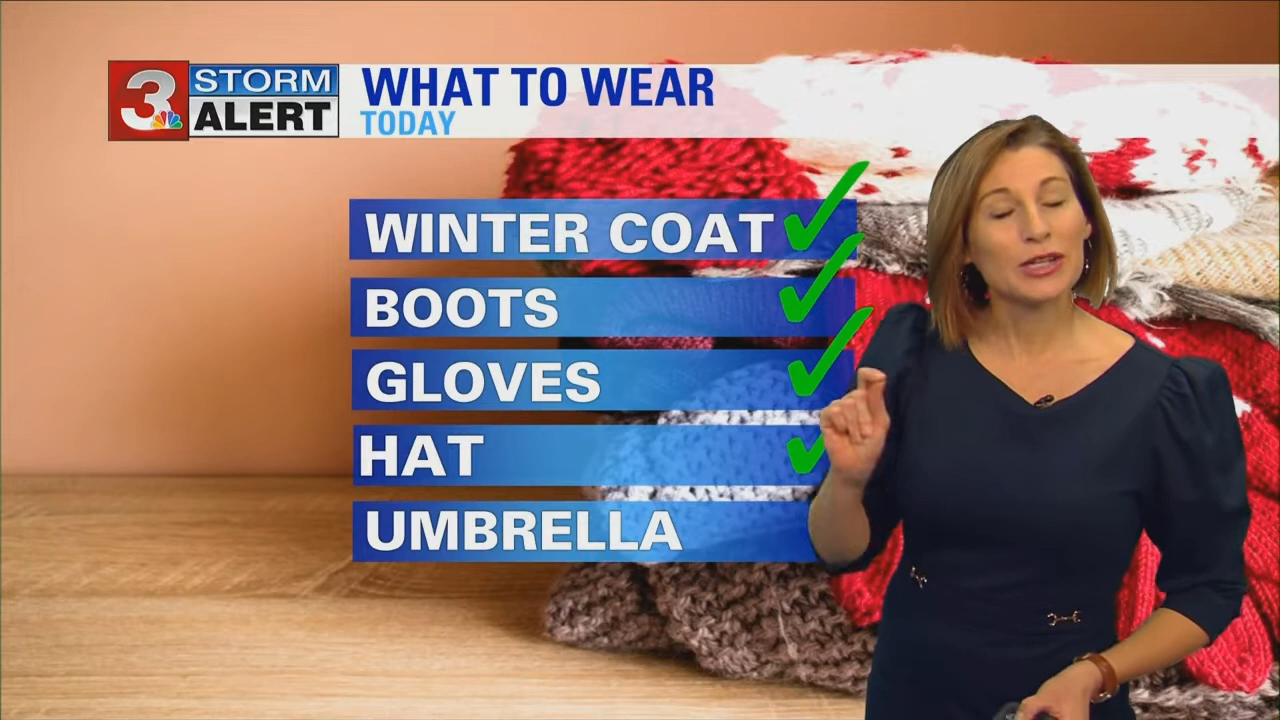 3 STORM ALERT
WHAT TO WEAR
TODAY
WINTER COAT
BOOTS
GLOVES
HAT
UMBRELLA